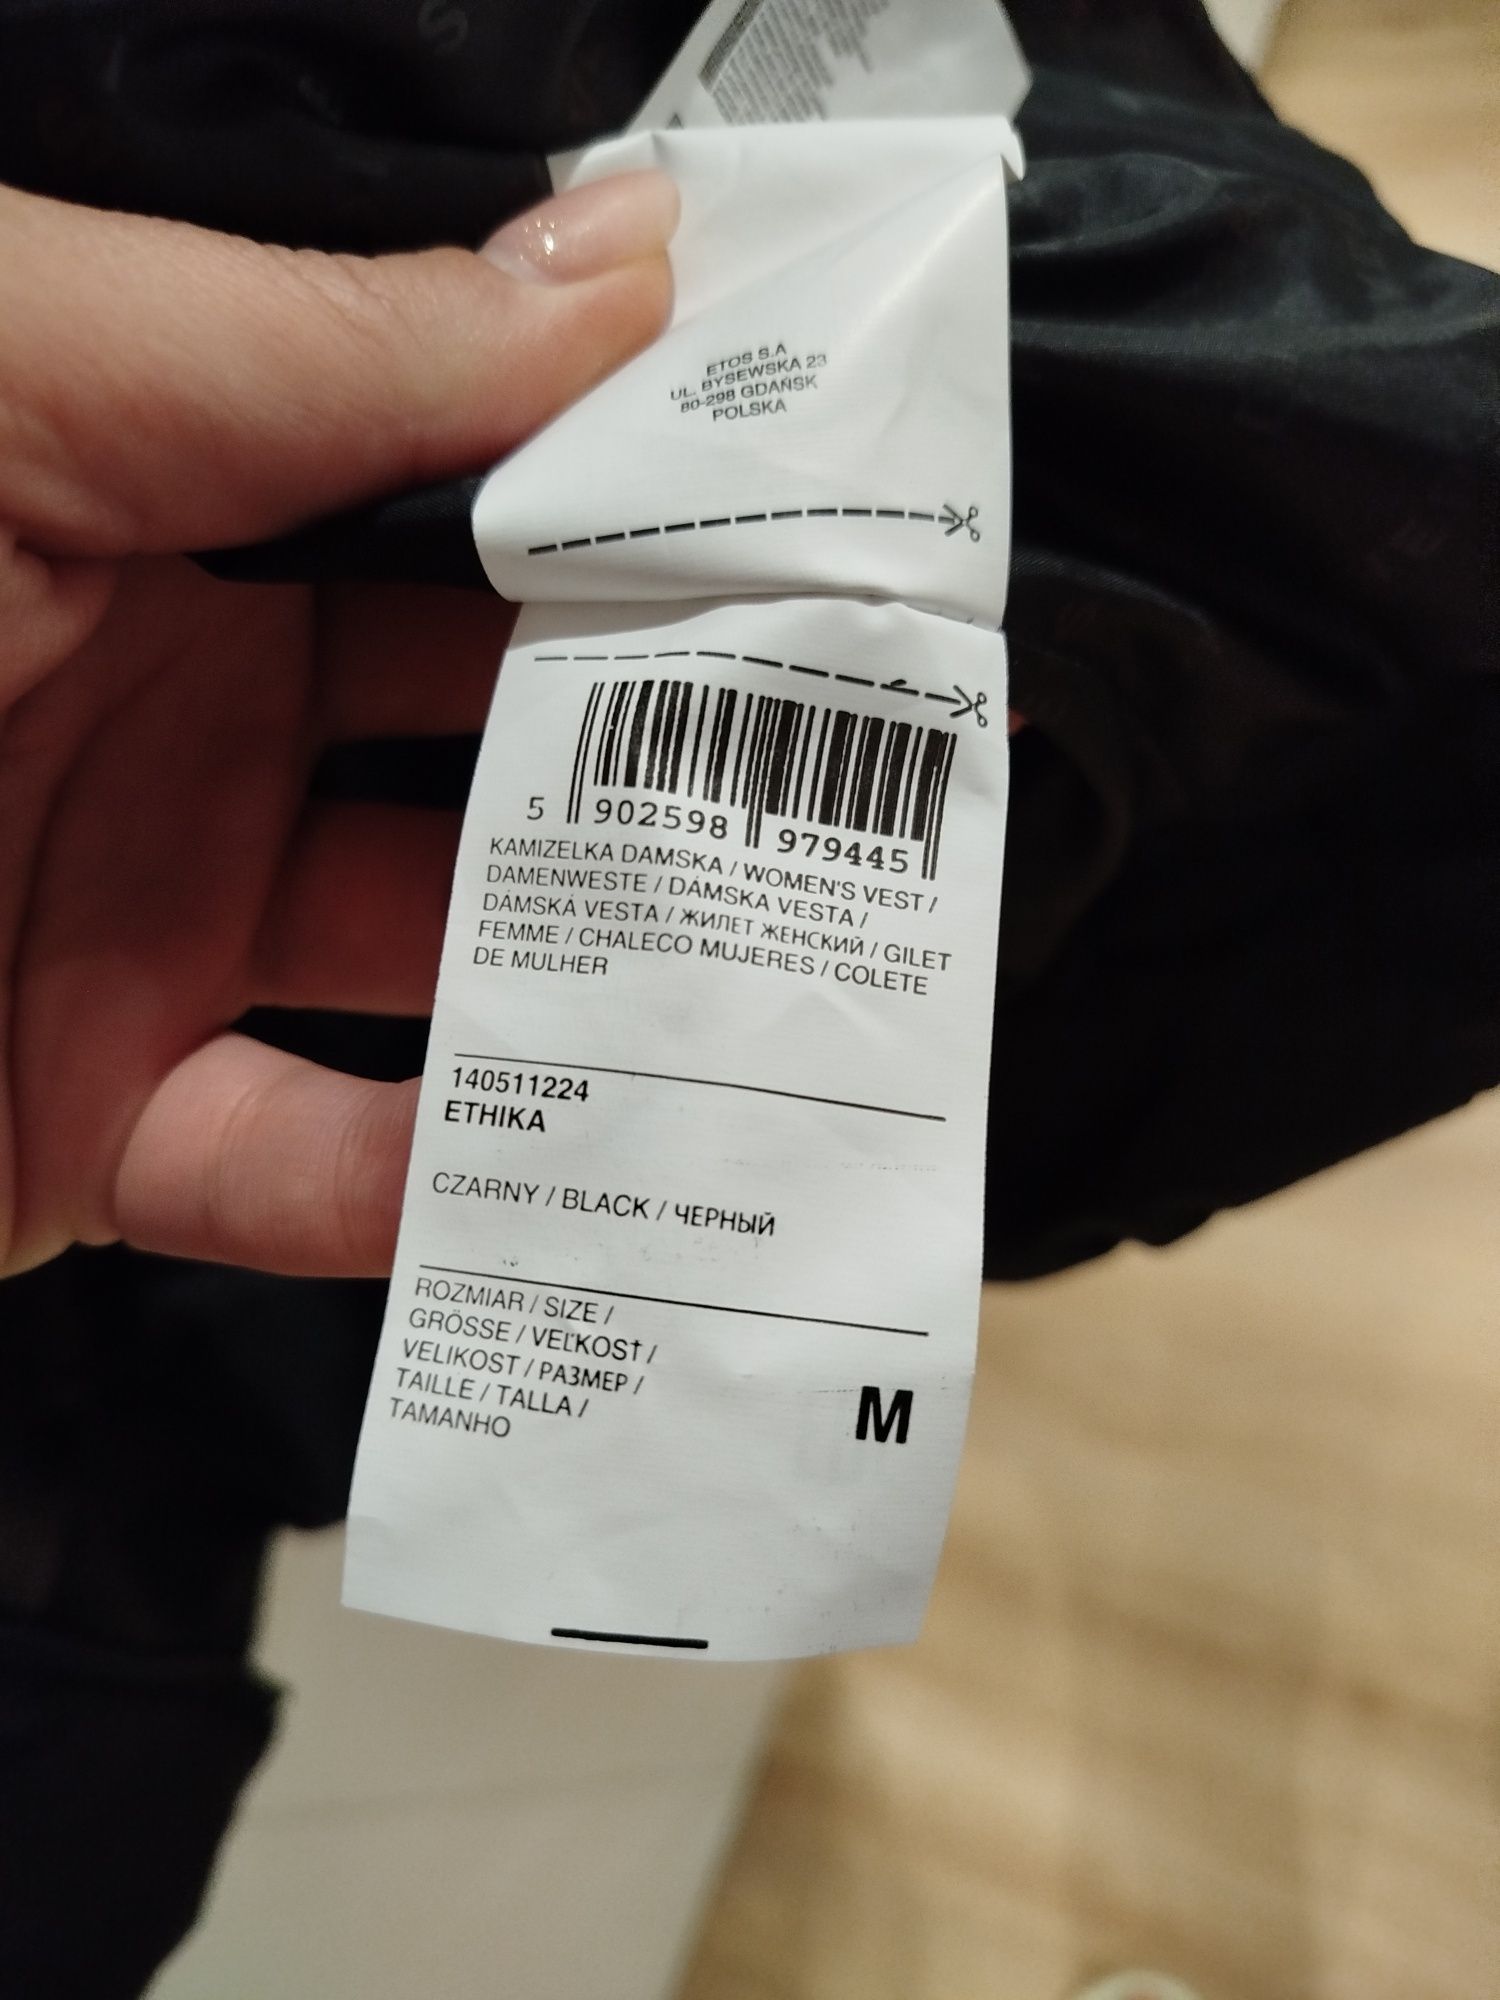 ETOS S.A
UL. BYSEWSKA 23
80-298 GDAŃSK
POLSKA
5 902598 979445
KAMIZELKA DAMSKA / WOMEN'S VEST /
DAMENWESTE / DÁMSKA VESTA /
DÁMSKÁ VESTA / ЖИЛЕТ ЖЕНСКИЙ / GILET
FEMME / CHALECO MUJERES / COLETE
DE MULHER
140511224
ETHIKA
CZARNY / BLACK / ЧЕРНЫЙ
ROZMIAR / SIZE /
GRÖSSE / VEĽKOSŤ /
VELIKOST / РАЗМЕР /
TAILLE / TALLA /
TAMANHO
M